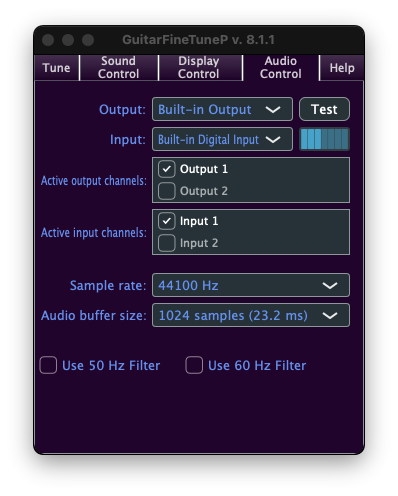 GuitarFineTuneP v. 8.1.1
Tune
Sound Control
Display Control
Audio Control
Help
Output: Built-in Output Test
Input: Built-in Digital Input
Active output channels:
Output 1
Output 2
Active input channels:
Input 1
Input 2
Sample rate: 44100 Hz
Audio buffer size: 1024 samples (23.2 ms)
Use 50 Hz Filter Use 60 Hz Filter